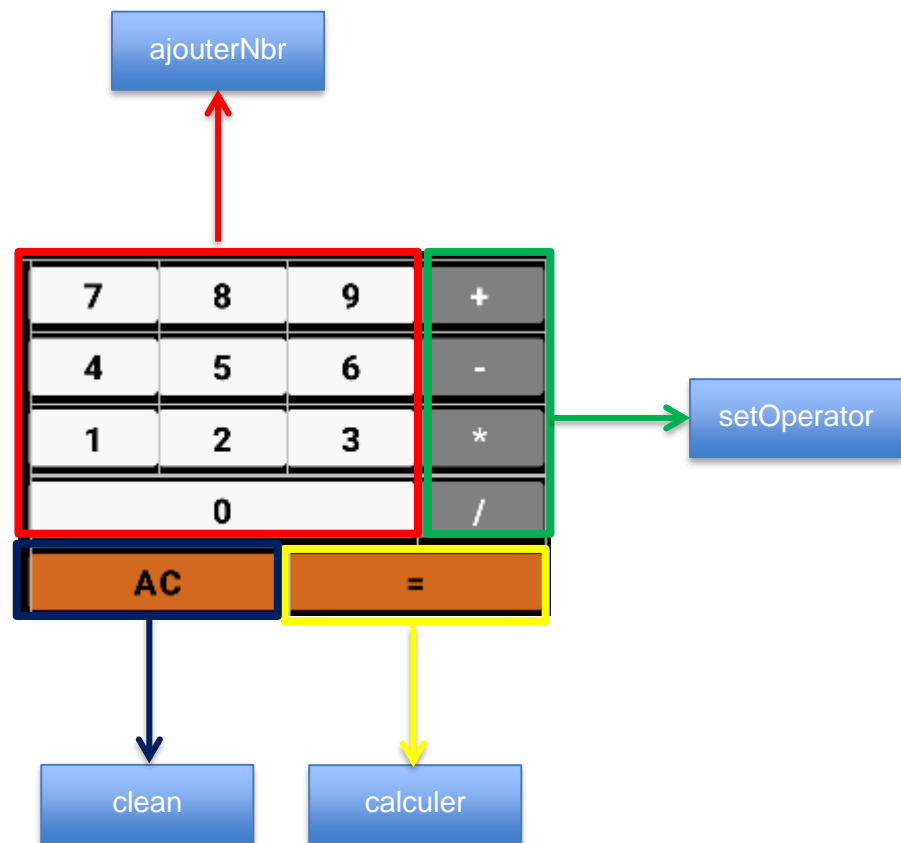 ajouterNbr
7 8 9 +
4 5 6 -
1 2 3 *
0 /
setOperator
AC =
clean calculer